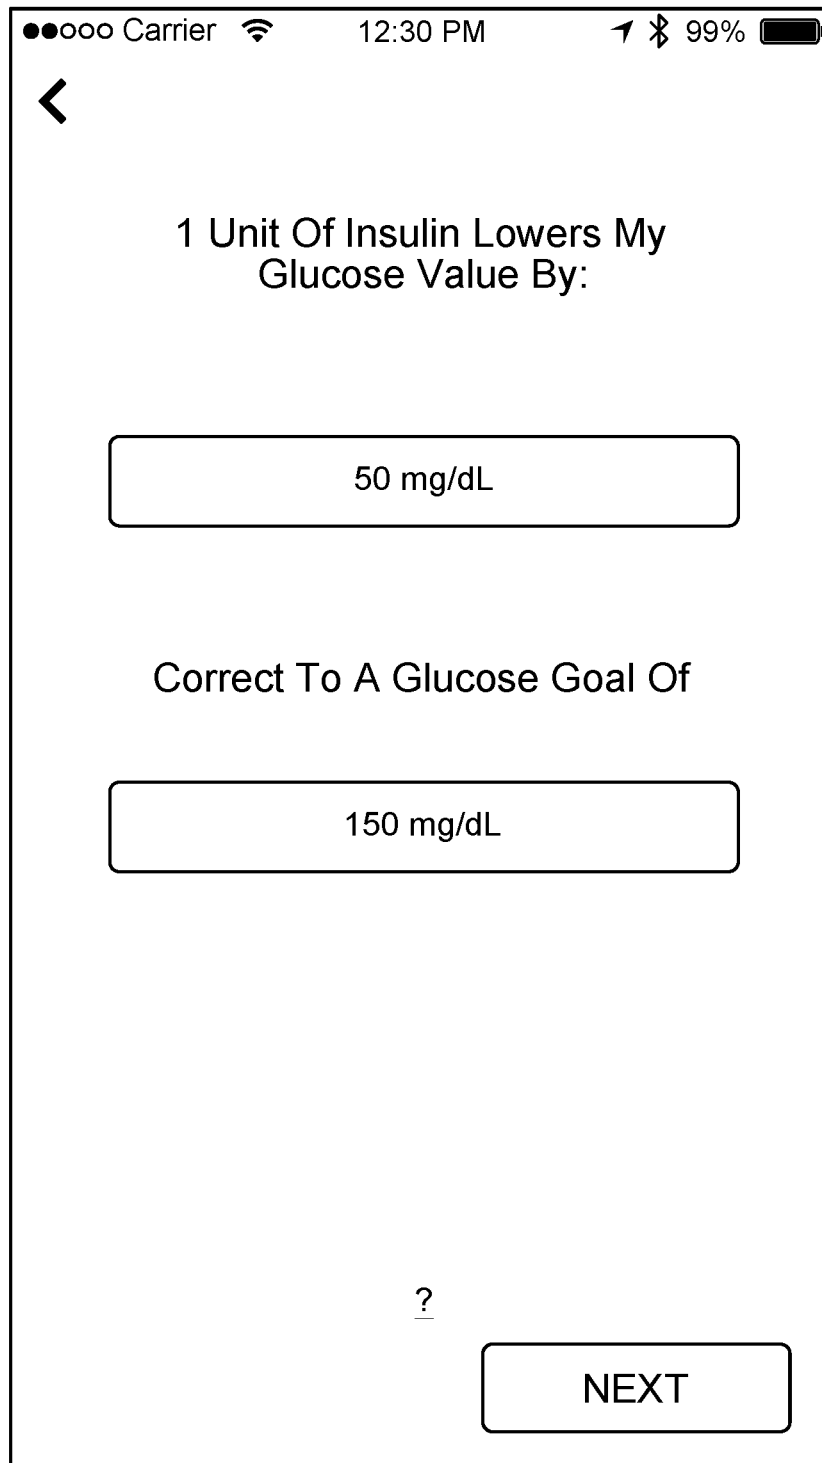 Carrier 12:30 PM 99%
1 Unit Of Insulin Lowers My
Glucose Value By:
50 mg/dL
Correct To A Glucose Goal Of
150 mg/dL
?
NEXT